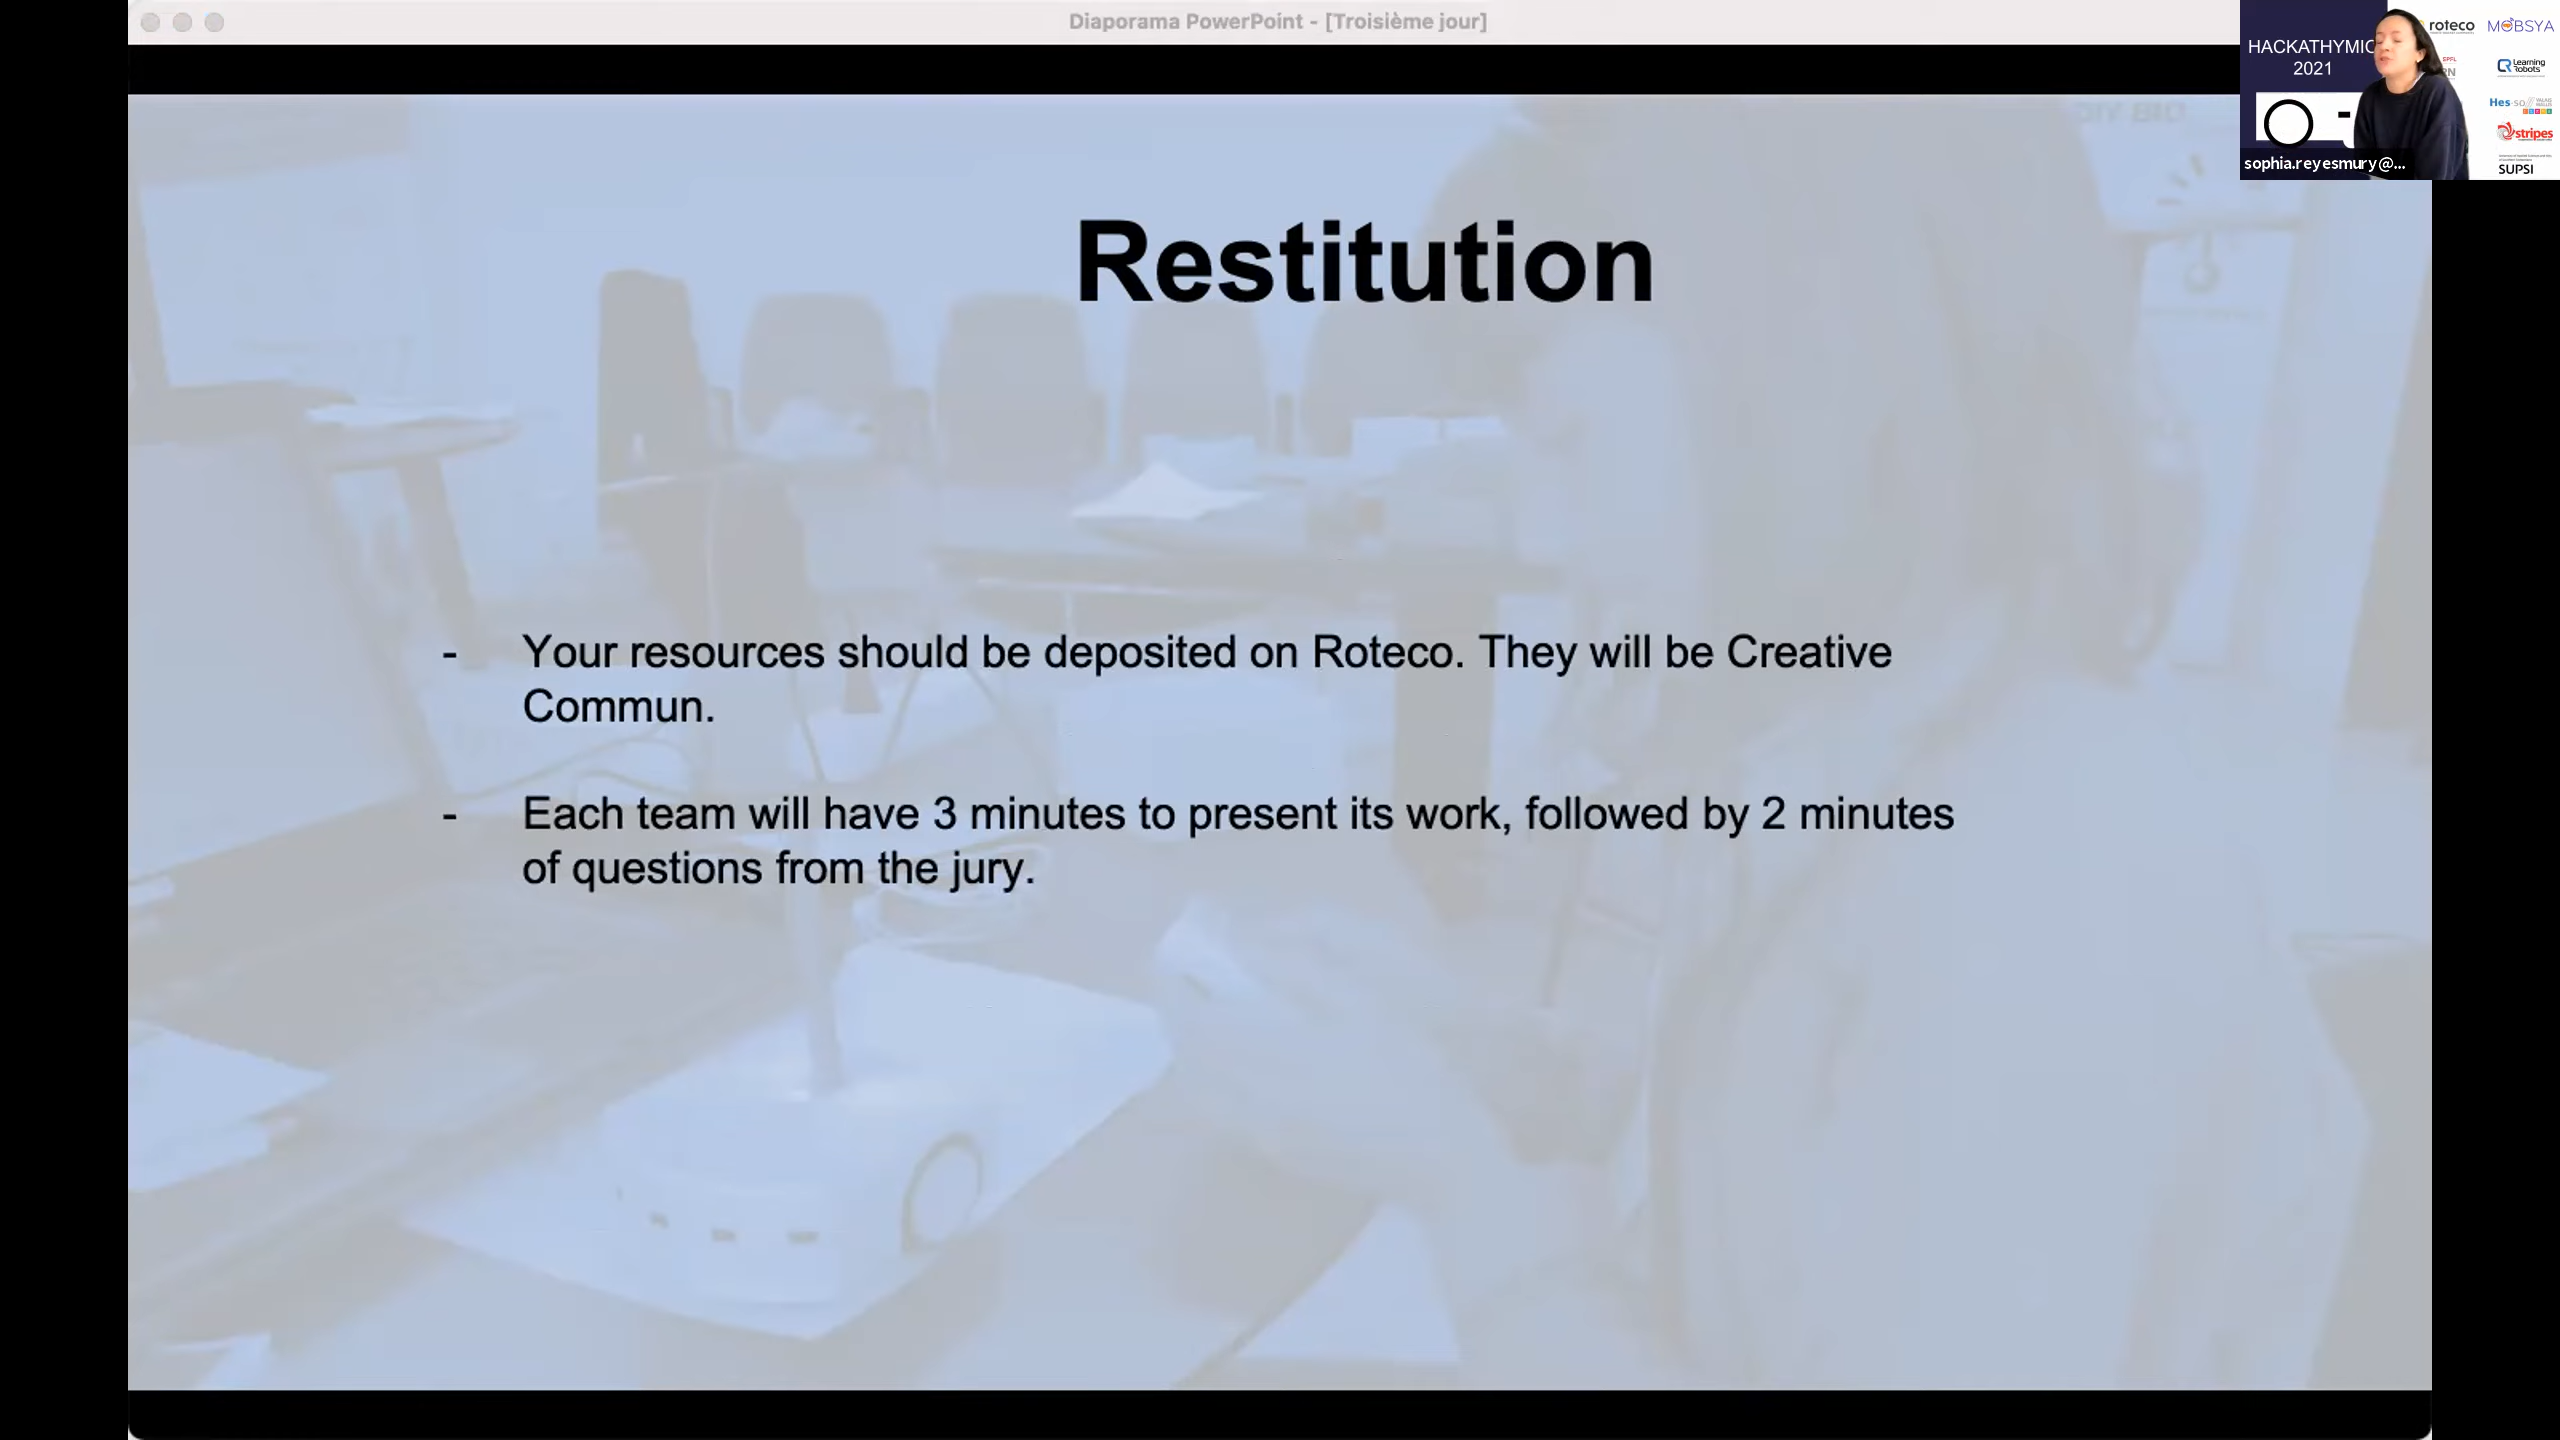 Diaporama PowerPoint - [Troisième jour]
HACKATHYMIO
2021
roteco
MOBSYA
Learning
Robots
Hes-so
stripes
SUPSI
sophia.reyesmury@...
Restitution
- Your resources should be deposited on Roteco. They will be Creative
Commun.
- Each team will have 3 minutes to present its work, followed by 2 minutes
of questions from the jury.